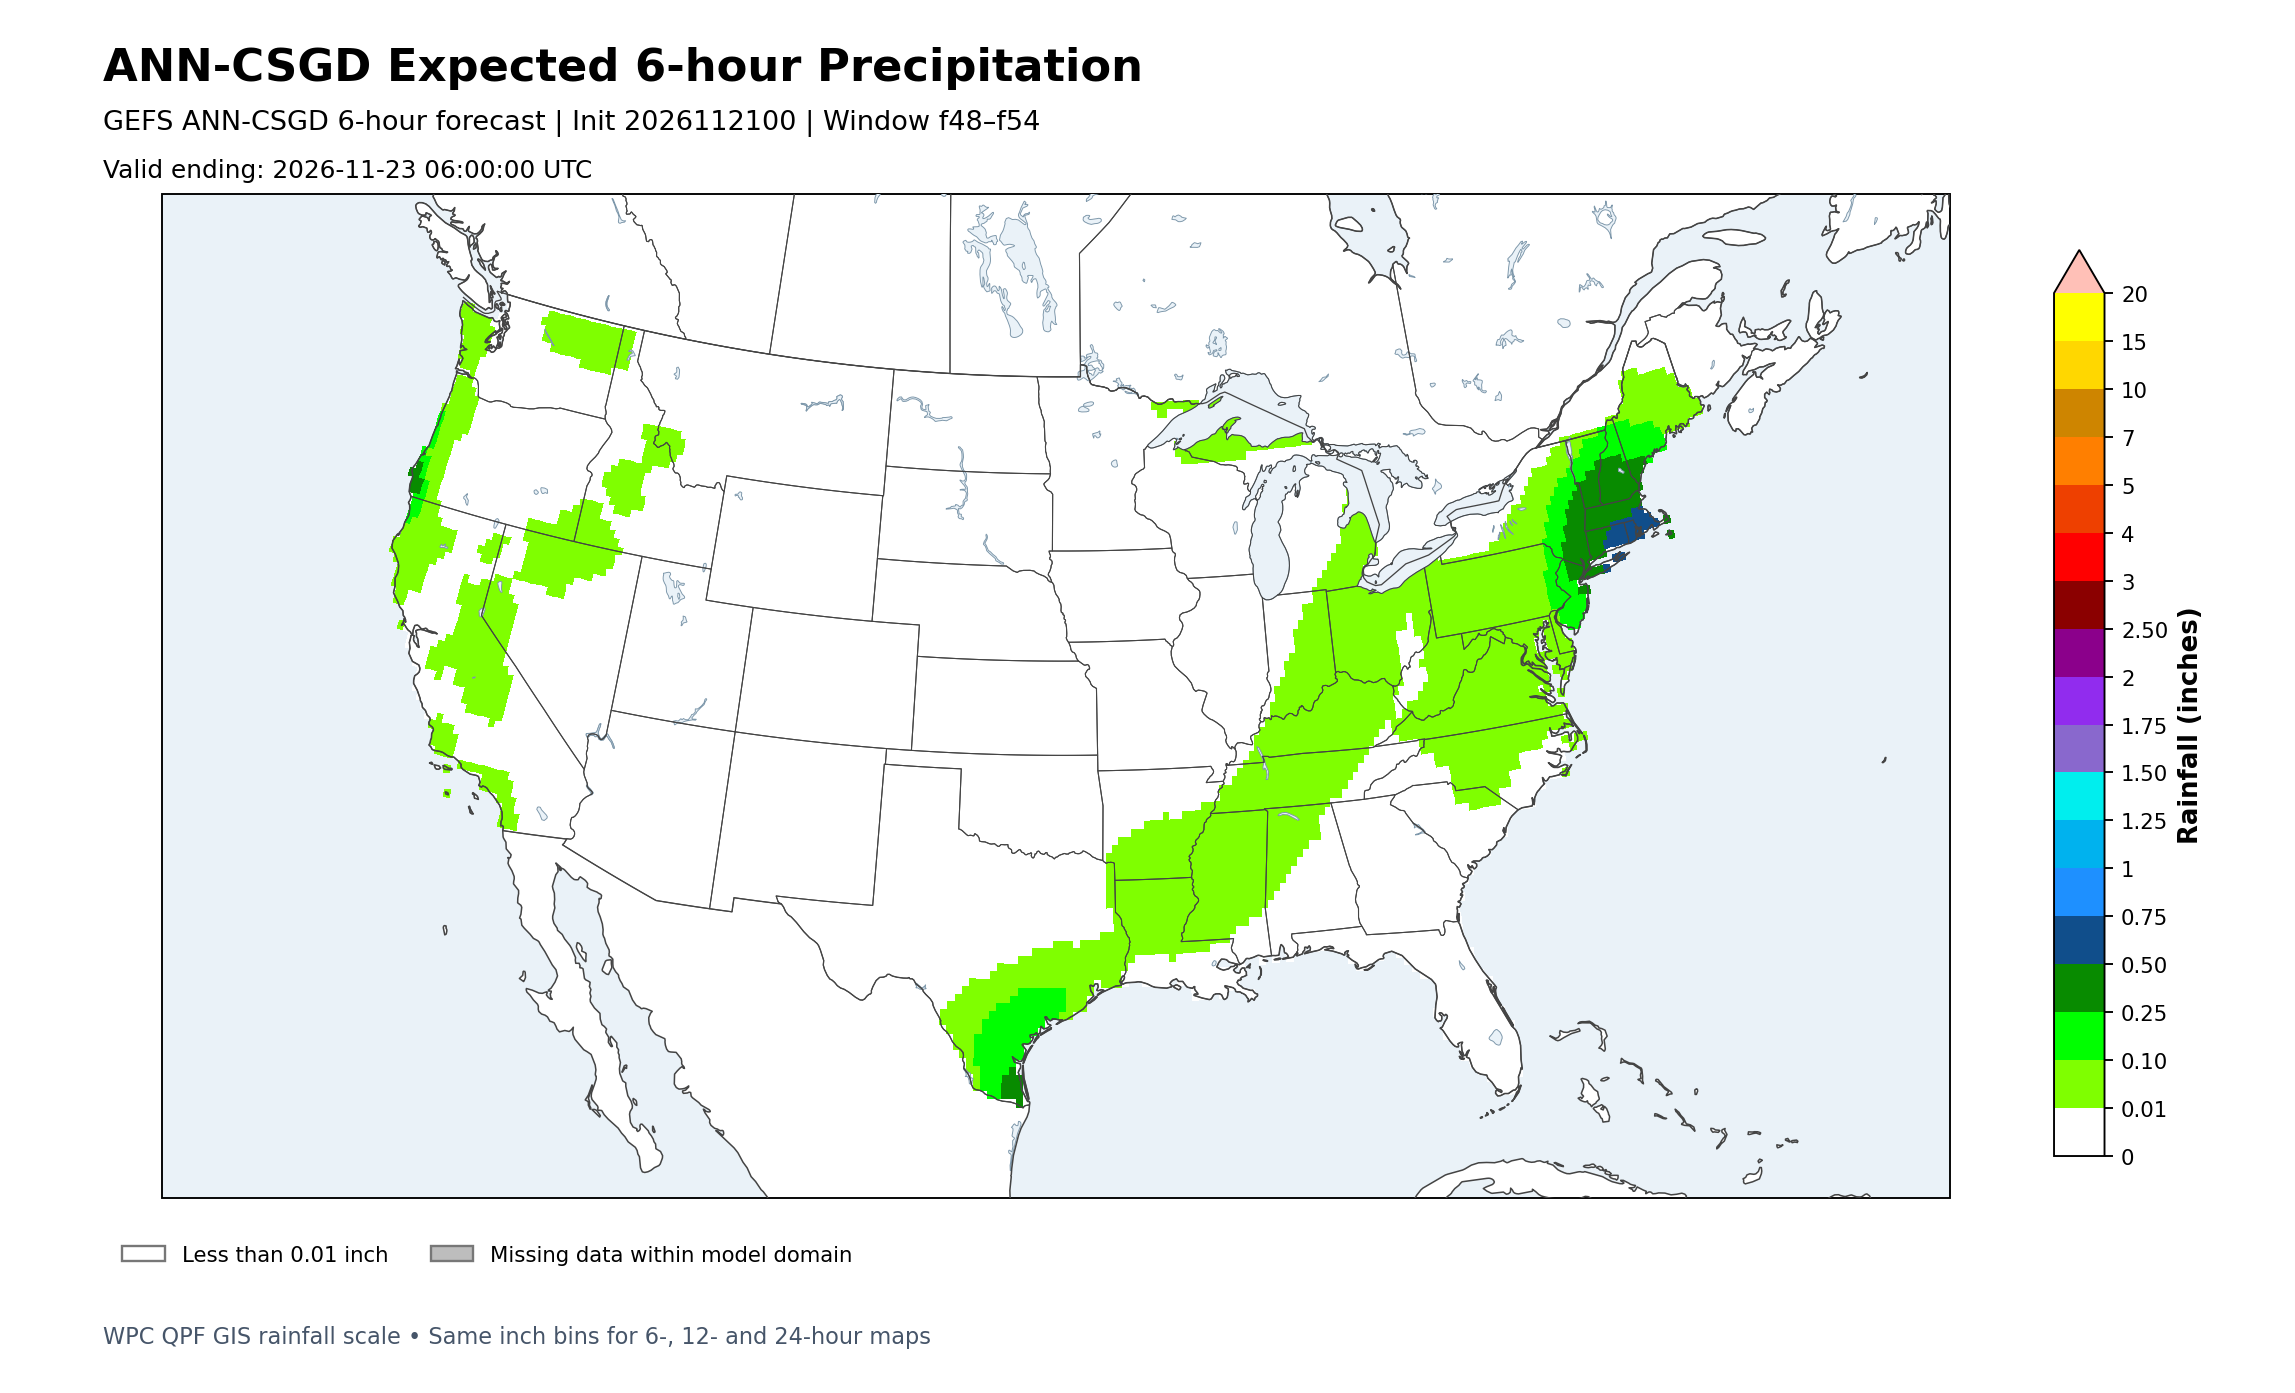 ANN-CSGD Expected 6-hour Precipitation
GEFS ANN-CSGD 6-hour forecast | Init 2026112100 | Window f48–f54
Valid ending: 2026-11-23 06:00:00 UTC
20
15
10
7
5
4
3
2.50
2
1.75
1.50
1.25
1
0.75
0.50
0.25
0.10
0.01
0
Rainfall (inches)
Less than 0.01 inch
Missing data within model domain
WPC QPF GIS rainfall scale • Same inch bins for 6-, 12- and 24-hour maps